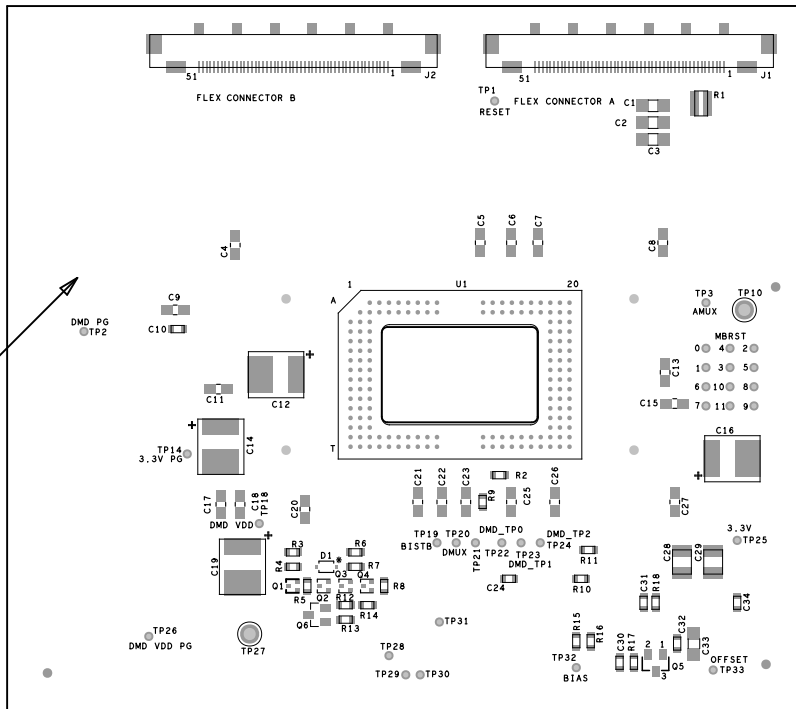 51 1 J2
51 1 J1
FLEX CONNECTOR B
TP1
RESET
FLEX CONNECTOR A
C1
C2
C3
R1
C4
C5
C6
C7
C8
DMD PG
TP2
C9
C10
C11
C12
+
1 U1 20
A
T
TP3
AMUX
TP10
MBRST
0 4 2
1 3 5
6 10 8
7 11 9
C13
C15
C16
+
+
C14
TP14
3.3V PG
C17
C18
TP18
DMD VDD
C20
C19
+
C21
C22
C23
R9
R2
C25
C26
C27
TP19
BISTB
TP20
DMUX
TP21
DMD_TP0
TP22
TP23
DMD_TP1
DMD_TP2
TP24
C24
R11
R10
3.3V
TP25
C28
C29
R3
R4
D1
*
R6
R7
Q1
R5
Q2
Q3
R12
Q4
R8
R14
R13
Q6
C31
R18
C34
TP26
DMD VDD PG
TP27
TP28
TP29
TP30
TP31
R15
R16
TP32
BIAS
C30
R17
2 1
3
Q5
C32
C33
OFFSET
TP33